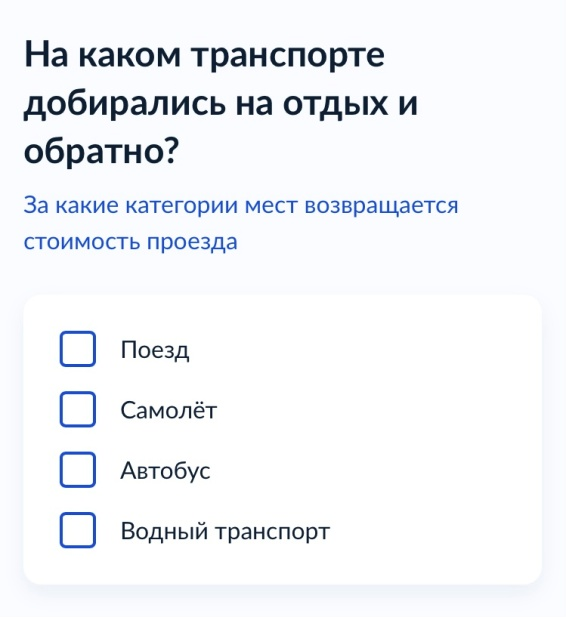 На каком транспорте
добирались на отдых и
обратно?
За какие категории мест возвращается
стоимость проезда
Поезд
Самолёт
Автобус
Водный транспорт